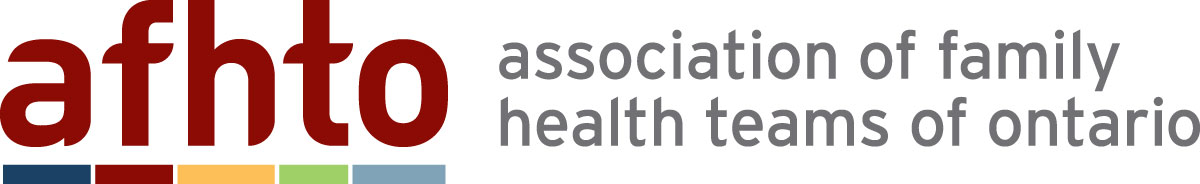 afhto
association of family
health teams of ontario